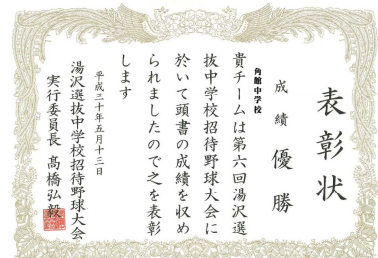 表彰状
成績 優勝
角館中学校
貴チームは第六回湯沢選
抜中学校招待野球大会に
於いて頭書の成績を収め
られましたので之を表彰
します
平成三十年五月十三日
湯沢選抜中学校招待野球大会
実行委員長 髙橋弘毅